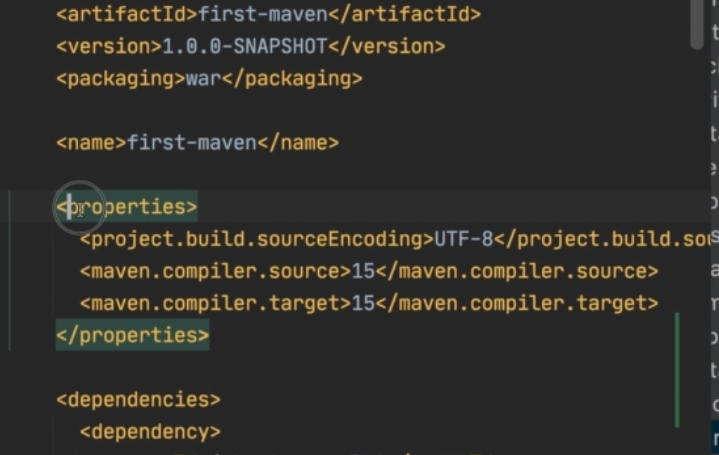 <artifactId>first-maven</artifactId>
<version>1.0.0-SNAPSHOT</version>
<packaging>war</packaging>
<name>first-maven</name>
<properties>
<project.build.sourceEncoding>UTF-8</project.build.sou
<maven.compiler.source>15</maven.compiler.source>
<maven.compiler.target>15</maven.compiler.target>
</properties>
<dependencies>
<dependency>